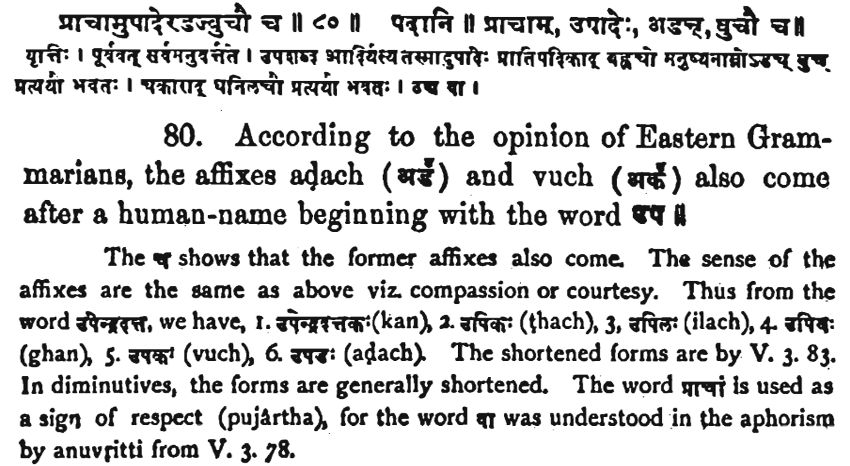 प्राचामुपादेरडज्वुचौ च ॥ ८० ॥ पदानि ॥ प्राचाम्, उपादेः, अडच्, वुचौ च॥
वृत्तिः । पूर्ववत् सर्वमनुवर्त्तते । उपशब्द आदिर्यस्य तस्मादुपादेः प्रातिपदिकाद् बह्वचो मनुष्यनाम्नोऽडच् वुच्
प्रत्ययौ भवतः । चकाराद् घनिलचौ प्रत्ययौ भवतः । ठच्च वा ।
80. According to the opinion of Eastern Gram-
marians, the affixes aḍach (अडँ) and vuch (अकँ) also come
after a human-name beginning with the word उप ॥
The च shows that the former affixes also come. The sense of the
affixes are the same as above viz. compassion or courtesy. Thus from the
word उपेन्द्रदत्त, we have, 1. उपेन्द्रदत्तकः (kan), 2. उपिकः (ṭhach), 3, उपिलः (ilach), 4. उपियः
(ghan), 5. उपकः (vuch), 6. उपडः (aḍach). The shortened forms are by V. 3. 83.
In diminutives, the forms are generally shortened. The word प्राचां is used as
a sign of respect (pujârtha), for the word वा was understood in the aphorism
by anuvritti from V. 3. 78.